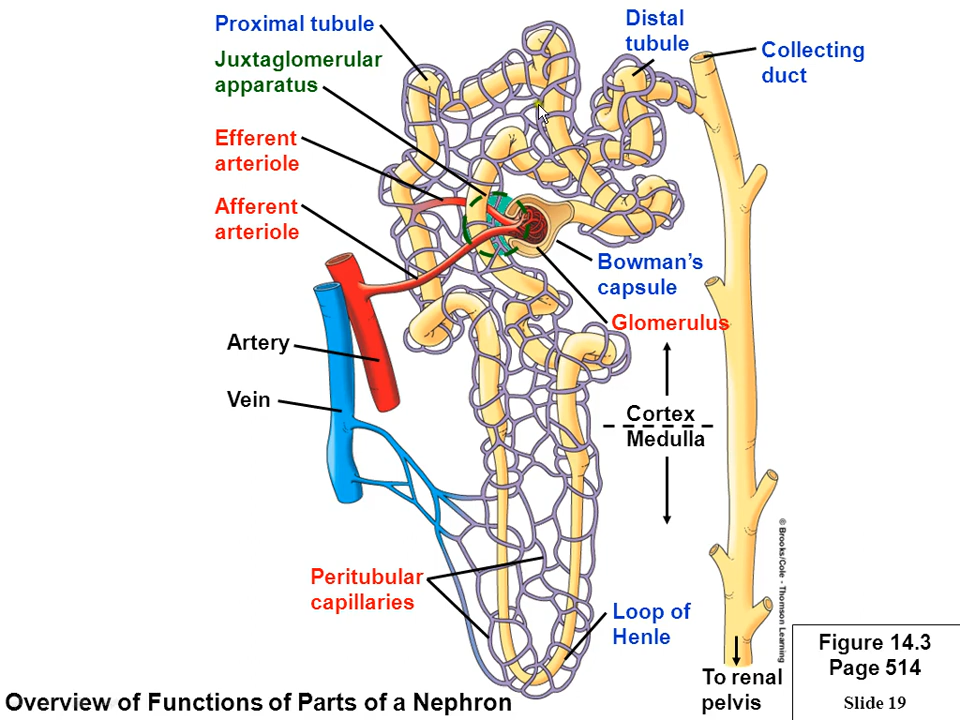 Proximal tubule
Distal
tubule
Collecting
duct
Juxtaglomerular
apparatus
Efferent
arteriole
Afferent
arteriole
Bowman's
capsule
Glomerulus
Artery
Vein
Cortex
Medulla
Peritubular
capillaries
Loop of
Henle
© Brooks/Cole - Thomson Learning
To renal
pelvis
Figure 14.3
Page 514
Slide 19
Overview of Functions of Parts of a Nephron